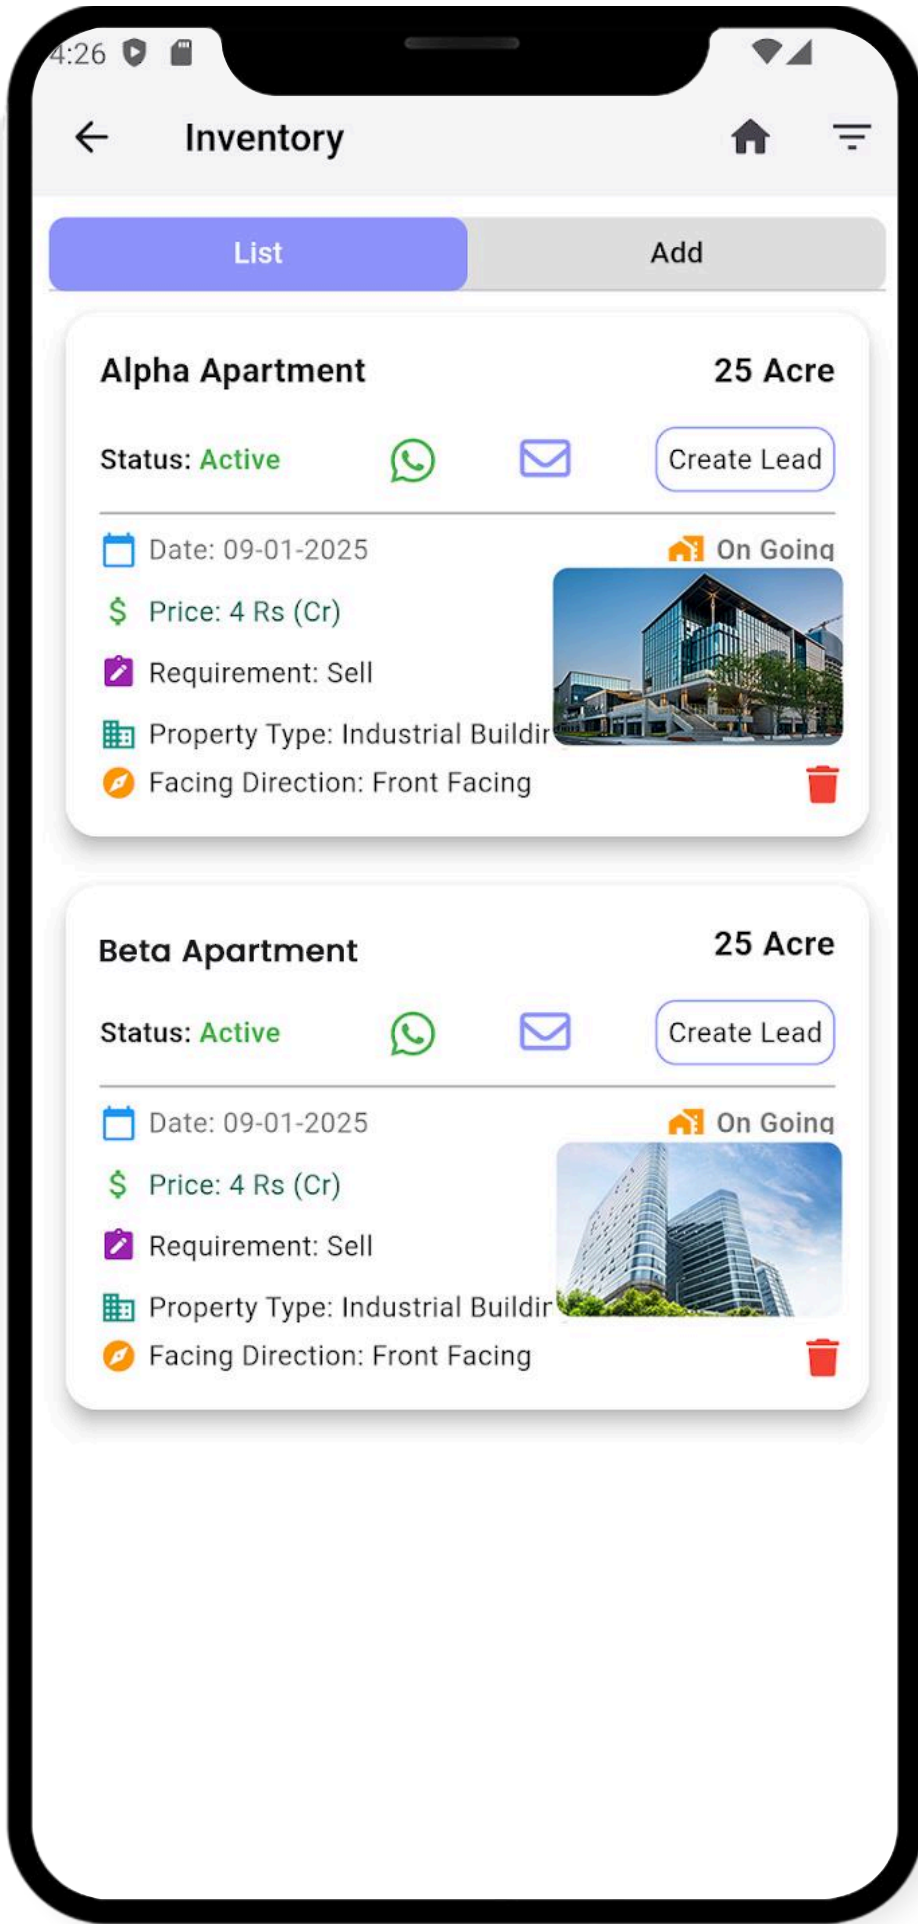 4:26
Inventory
List Add
Alpha Apartment 25 Acre
Status: Active Create Lead
Date: 09-01-2025 On Going
Price: 4 Rs (Cr)
Requirement: Sell
Property Type: Industrial Buildin
Facing Direction: Front Facing
Beta Apartment 25 Acre
Status: Active Create Lead
Date: 09-01-2025 On Going
Price: 4 Rs (Cr)
Requirement: Sell
Property Type: Industrial Buildin
Facing Direction: Front Facing